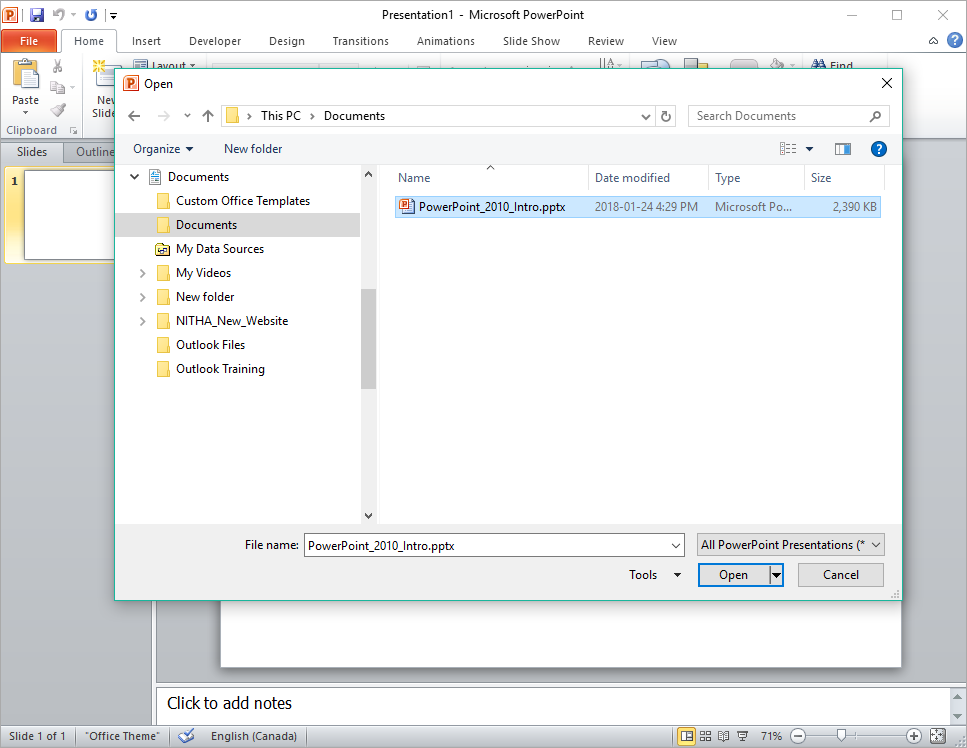 Presentation1 - Microsoft PowerPoint
File Home Insert Developer Design Transitions Animations Slide Show Review View
Paste
New
Slide
Layout
Find
Clipboard
Slides Outline
1
Open
This PC > Documents
Search Documents
Organize New folder
Documents
Custom Office Templates
Documents
My Data Sources
My Videos
New folder
NITHA_New_Website
Outlook Files
Outlook Training
Name Date modified Type Size
PowerPoint_2010_Intro.pptx 2018-01-24 4:29 PM Microsoft Po... 2,390 KB
File name: PowerPoint_2010_Intro.pptx All PowerPoint Presentations (*
Tools Open Cancel
Click to add notes
Slide 1 of 1 "Office Theme" English (Canada) 71%